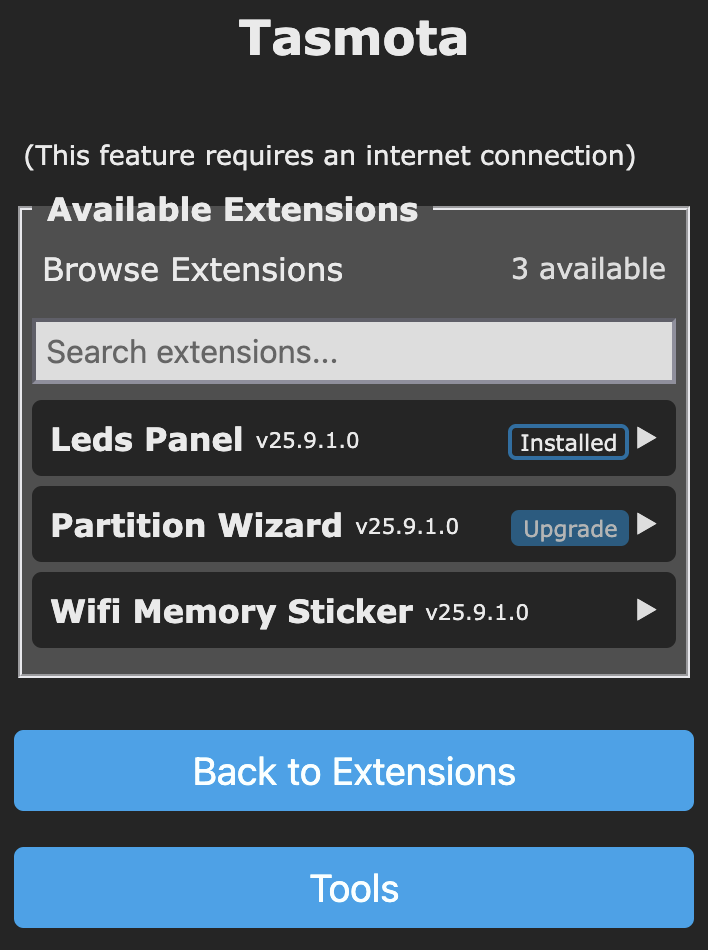 Tasmota
(This feature requires an internet connection)
Available Extensions
Browse Extensions 3 available
Search extensions...
Leds Panel v25.9.1.0 Installed
Partition Wizard v25.9.1.0 Upgrade
Wifi Memory Sticker v25.9.1.0
Back to Extensions
Tools